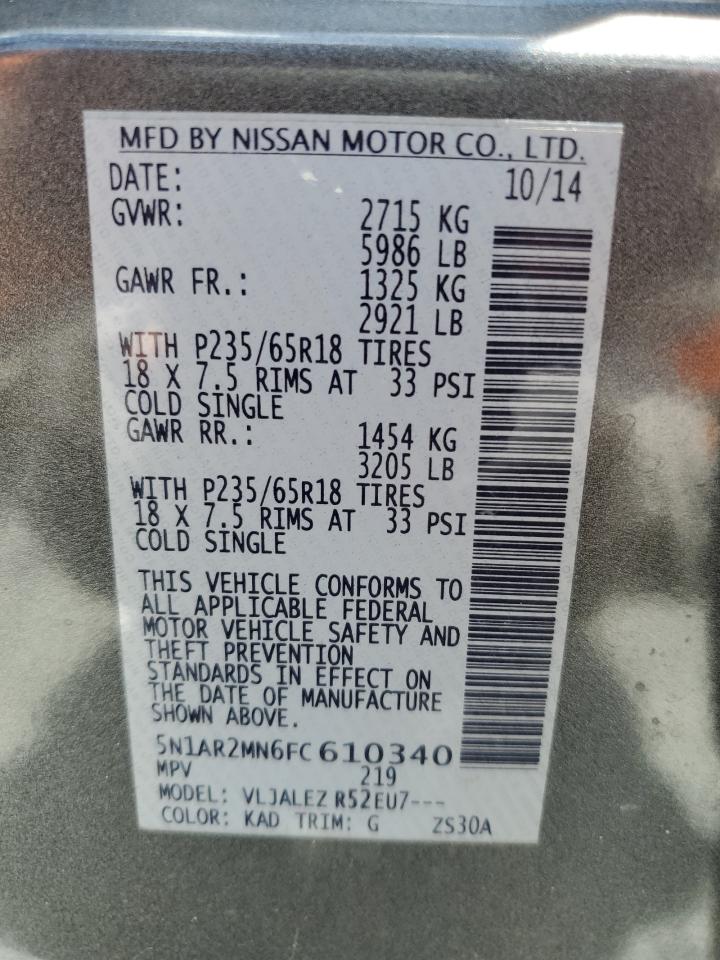 MFD BY NISSAN MOTOR CO., LTD.
DATE: 10/14
GVWR: 2715 KG
5986 LB
GAWR FR.: 1325 KG
2921 LB
WITH P235/65R18 TIRES
18 X 7.5 RIMS AT 33 PSI
COLD SINGLE
GAWR RR.: 1454 KG
3205 LB
WITH P235/65R18 TIRES
18 X 7.5 RIMS AT 33 PSI
COLD SINGLE
THIS VEHICLE CONFORMS TO
ALL APPLICABLE FEDERAL
MOTOR VEHICLE SAFETY AND
THEFT PREVENTION
STANDARDS IN EFFECT ON
THE DATE OF MANUFACTURE
SHOWN ABOVE.
5N1AR2MN6FC 610340
MPV 219
MODEL: VLJALEZ R52EU7---
COLOR: KAD TRIM: G ZS30A